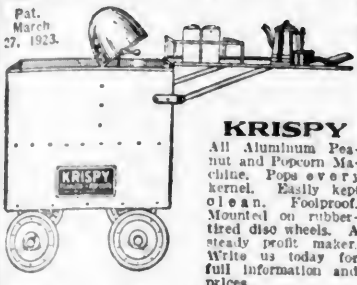 Pat.
March
27, 1923.
KRISPY
KRISPY
All Aluminum Pea-
nut and Popcorn Ma-
chine. Pops every
kernel. Easily kept
clean. Foolproof.
Mounted on rubber-
tired disc wheels. A
steady profit maker.
Write us today for
full information and
prices.